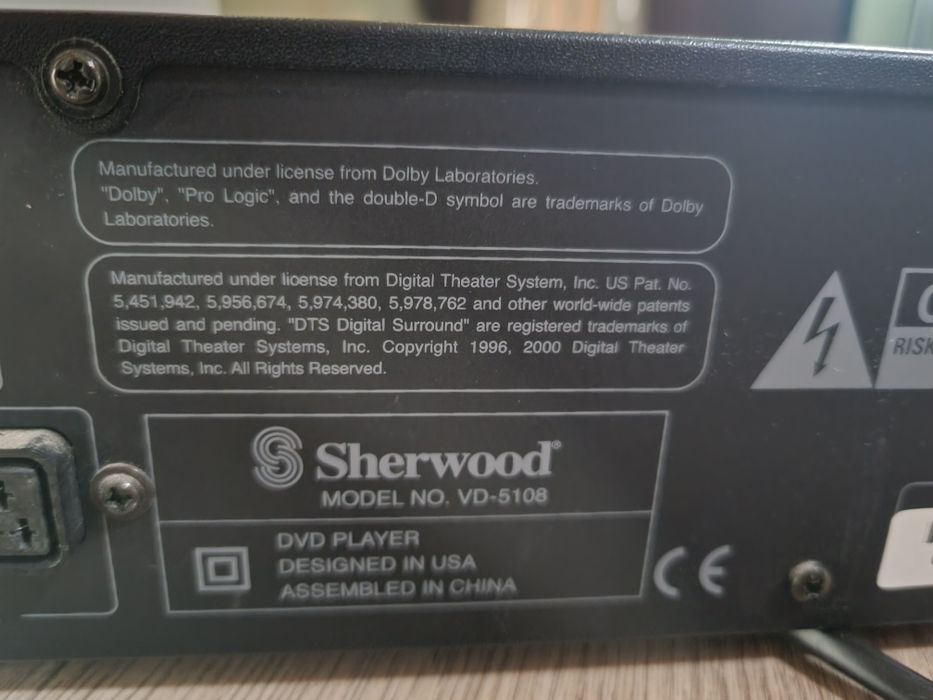 Manufactured under license from Dolby Laboratories.
"Dolby", "Pro Logic", and the double-D symbol are trademarks of Dolby
Laboratories.
Manufactured under license from Digital Theater System, Inc. US Pat. No.
5,451,942, 5,956,674, 5,974,380, 5,978,762 and other world-wide patents
issued and pending. "DTS Digital Surround" are registered trademarks of
Digital Theater Systems, Inc. Copyright 1996, 2000 Digital Theater
Systems, Inc. All Rights Reserved.
RISK
Sherwood®
MODEL NO. VD-5108
DVD PLAYER
DESIGNED IN USA
ASSEMBLED IN CHINA
CE